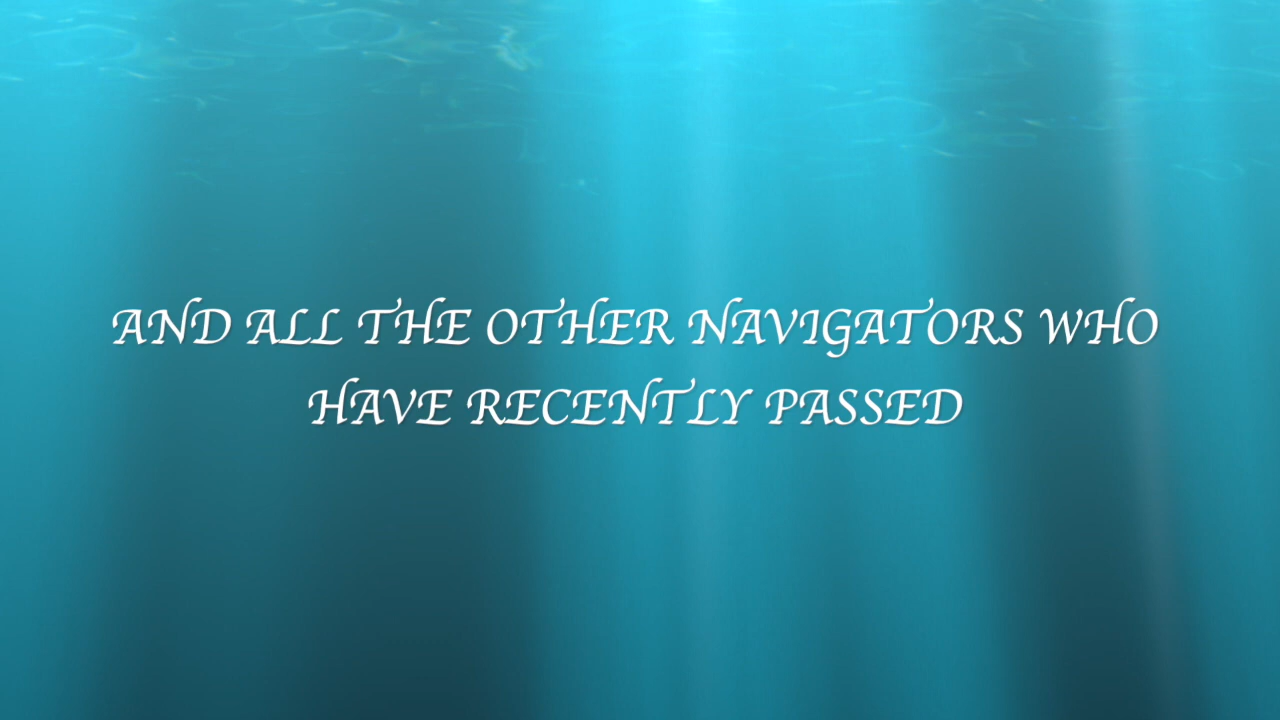 AND ALL THE OTHER NAVIGATORS WHO
HAVE RECENTLY PASSED